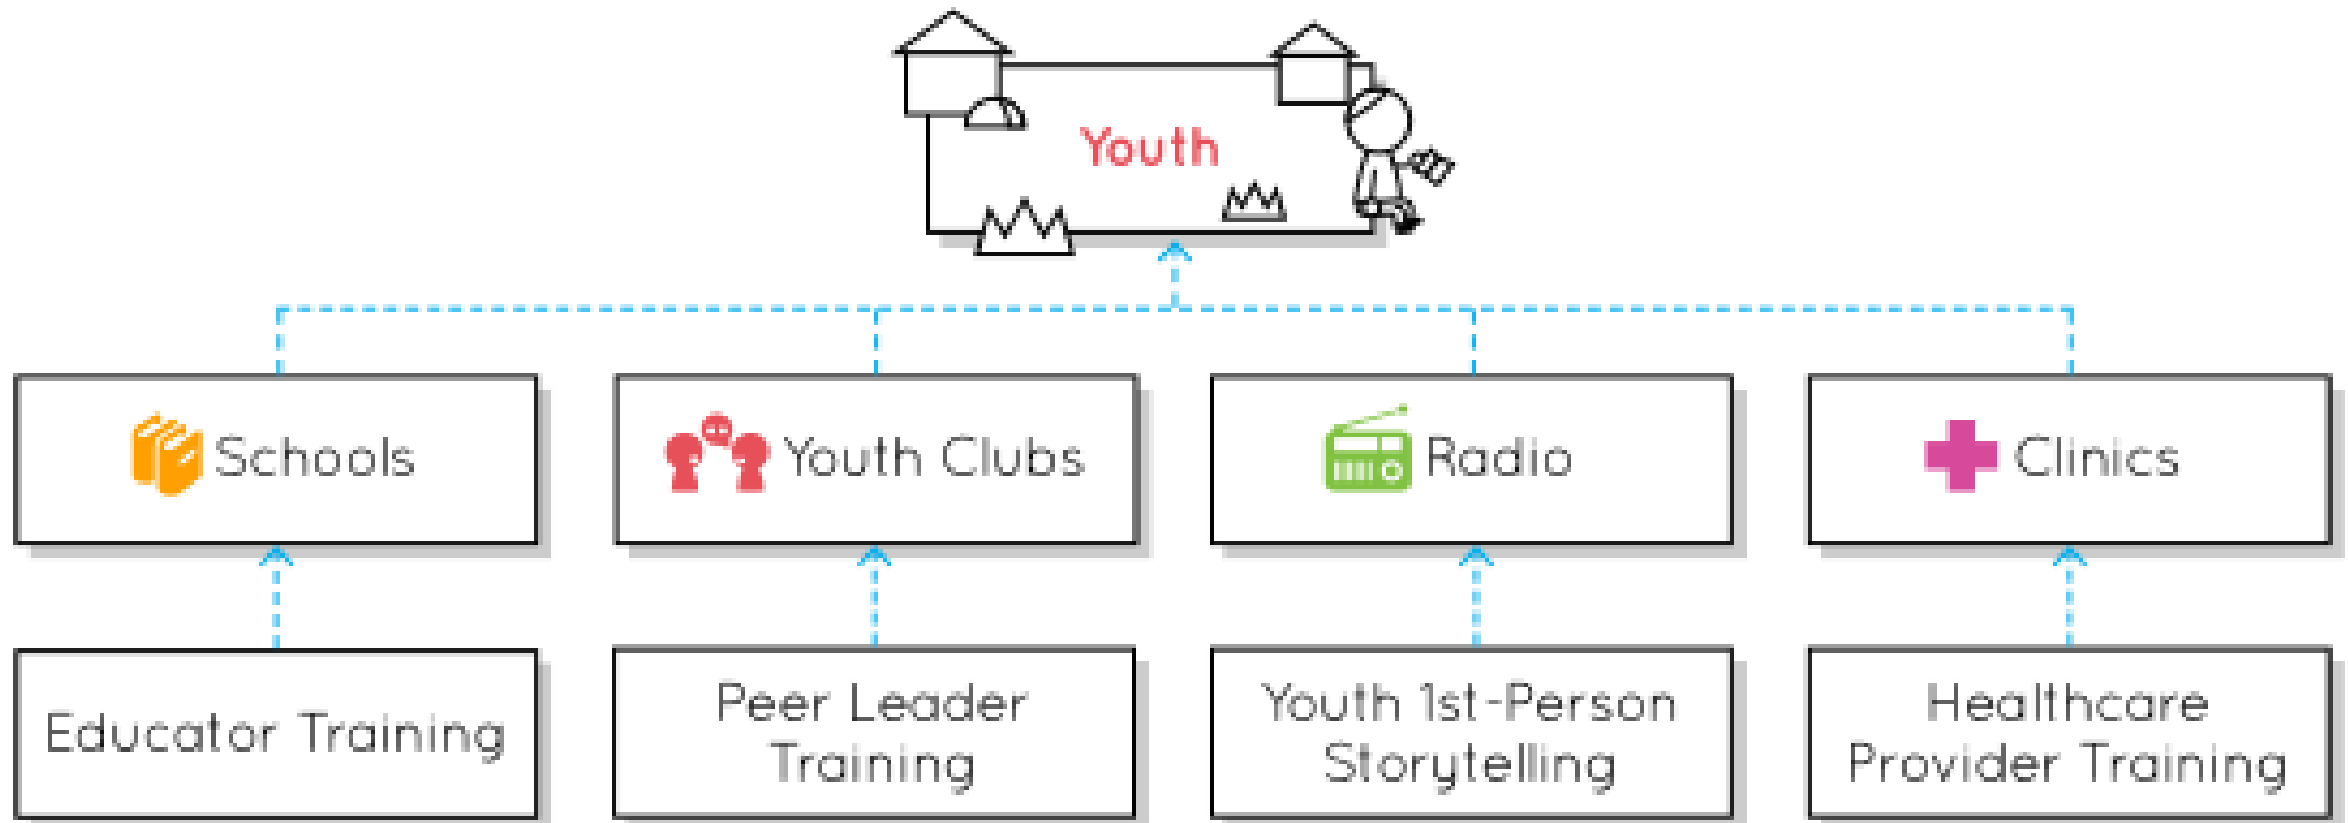 Youth
Schools
Youth Clubs
Radio
Clinics
Educator Training
Peer Leader
Training
Youth 1st-Person
Storytelling
Healthcare
Provider Training